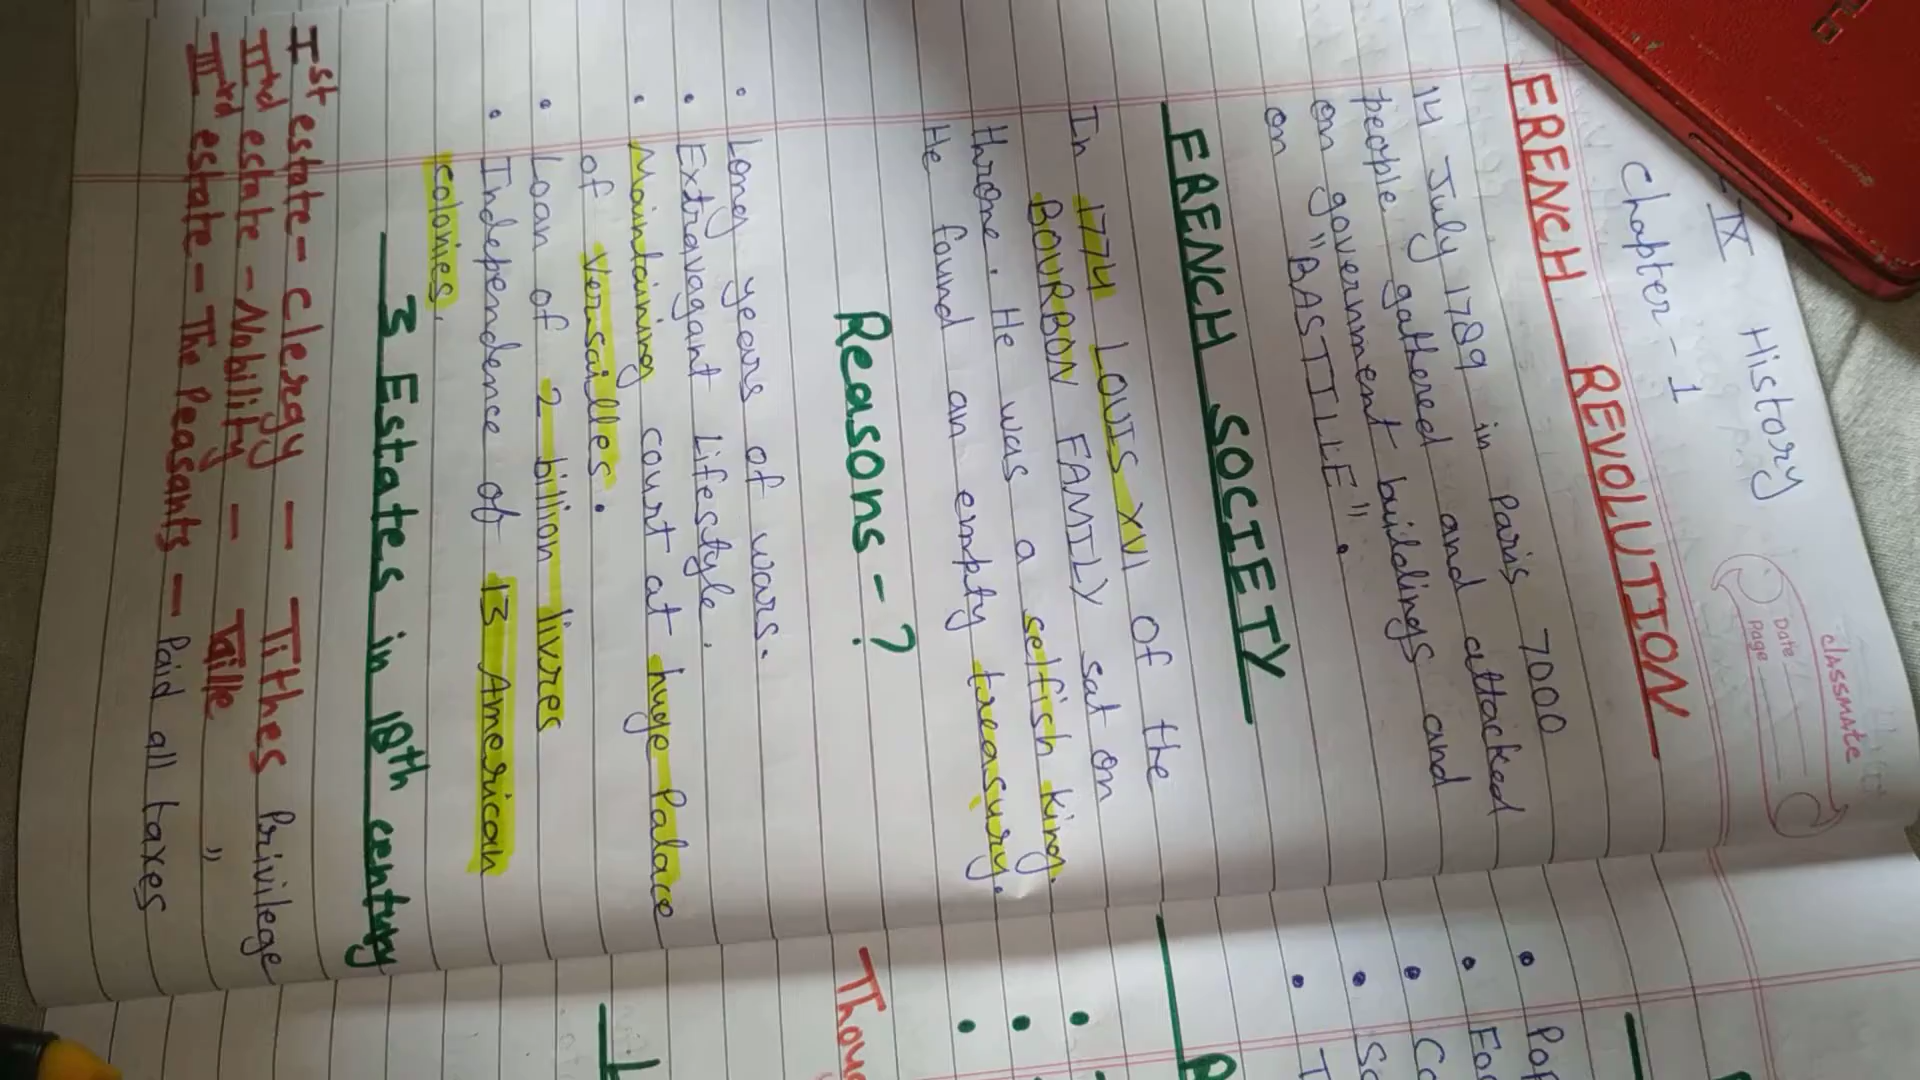 - IX History
Chapter - 1
classmate
Date
Page
FRENCH REVOLUTION
14 July 1789 in Paris 7000
people gathered and attacked
on government buildings and
on "BASTILLE".
FRENCH SOCIETY
In 1774 LOUIS XVI of the
BOURBON FAMILY sat on
throne. He was a selfish king.
He found an empty treasury.
Reasons - ?
• Long years of wars.
• Extravagant Lifestyle.
• Maintaining court at huge Palace
of Versailles.
• Loan of 2 billion livres
• Independence of 13 American
colonies.
3 Estates in 18th century
Ist estate - Clergy — Tithes Privilege
IInd estate - Nobility — Taille "
IIIrd estate - The Peasants — Paid all taxes